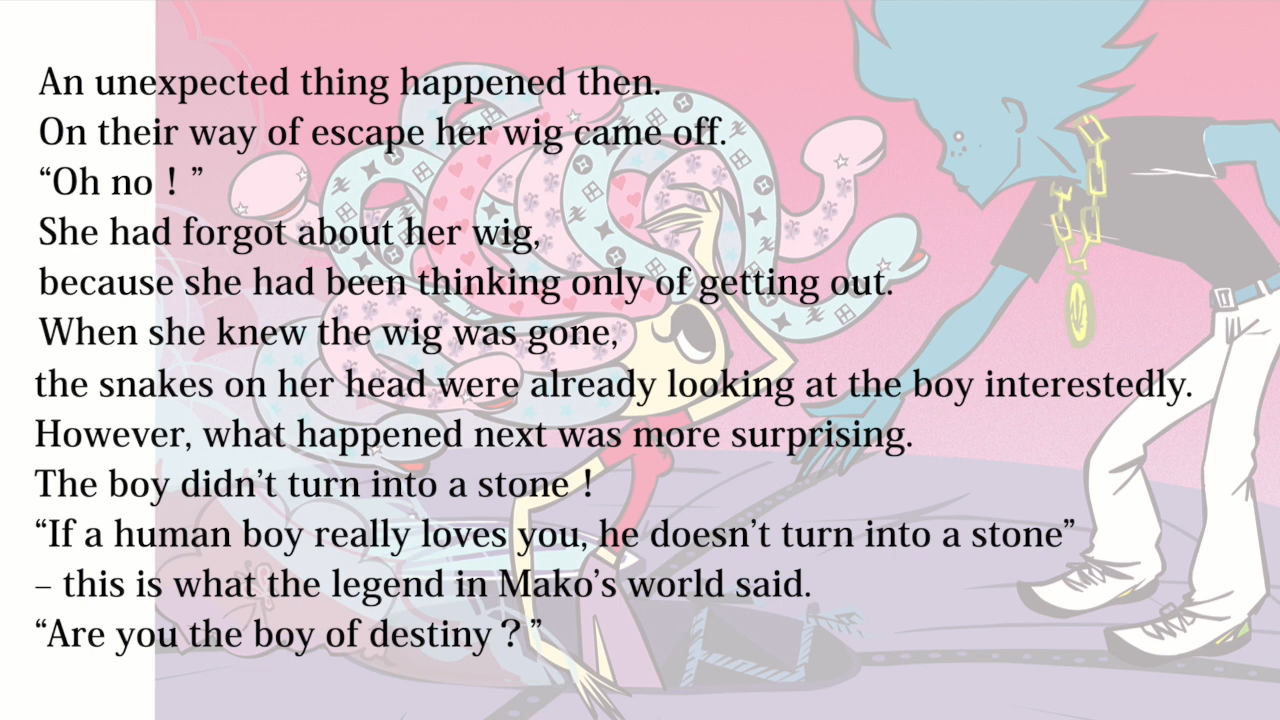 An unexpected thing happened then.
On their way of escape her wig came off.
“Oh no ! ”
She had forgot about her wig,
because she had been thinking only of getting out.
When she knew the wig was gone,
the snakes on her head were already looking at the boy interestedly.
However, what happened next was more surprising.
The boy didn’t turn into a stone !
“If a human boy really loves you, he doesn’t turn into a stone”
– this is what the legend in Mako’s world said.
“Are you the boy of destiny ? ”